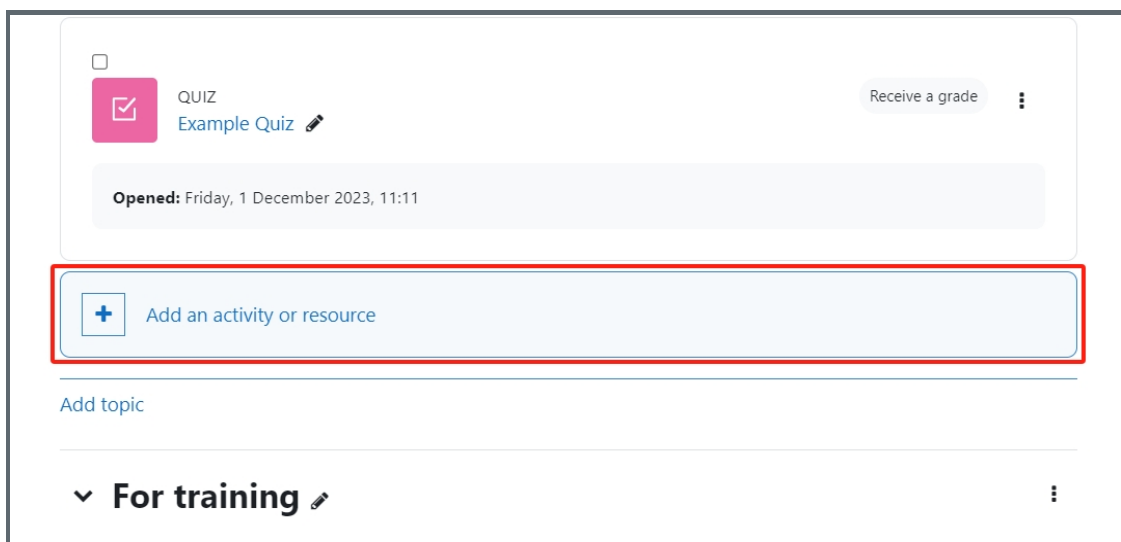 QUIZ
Receive a grade
Example Quiz
Opened: Friday, 1 December 2023, 11:11
Add an activity or resource
Add topic
For training